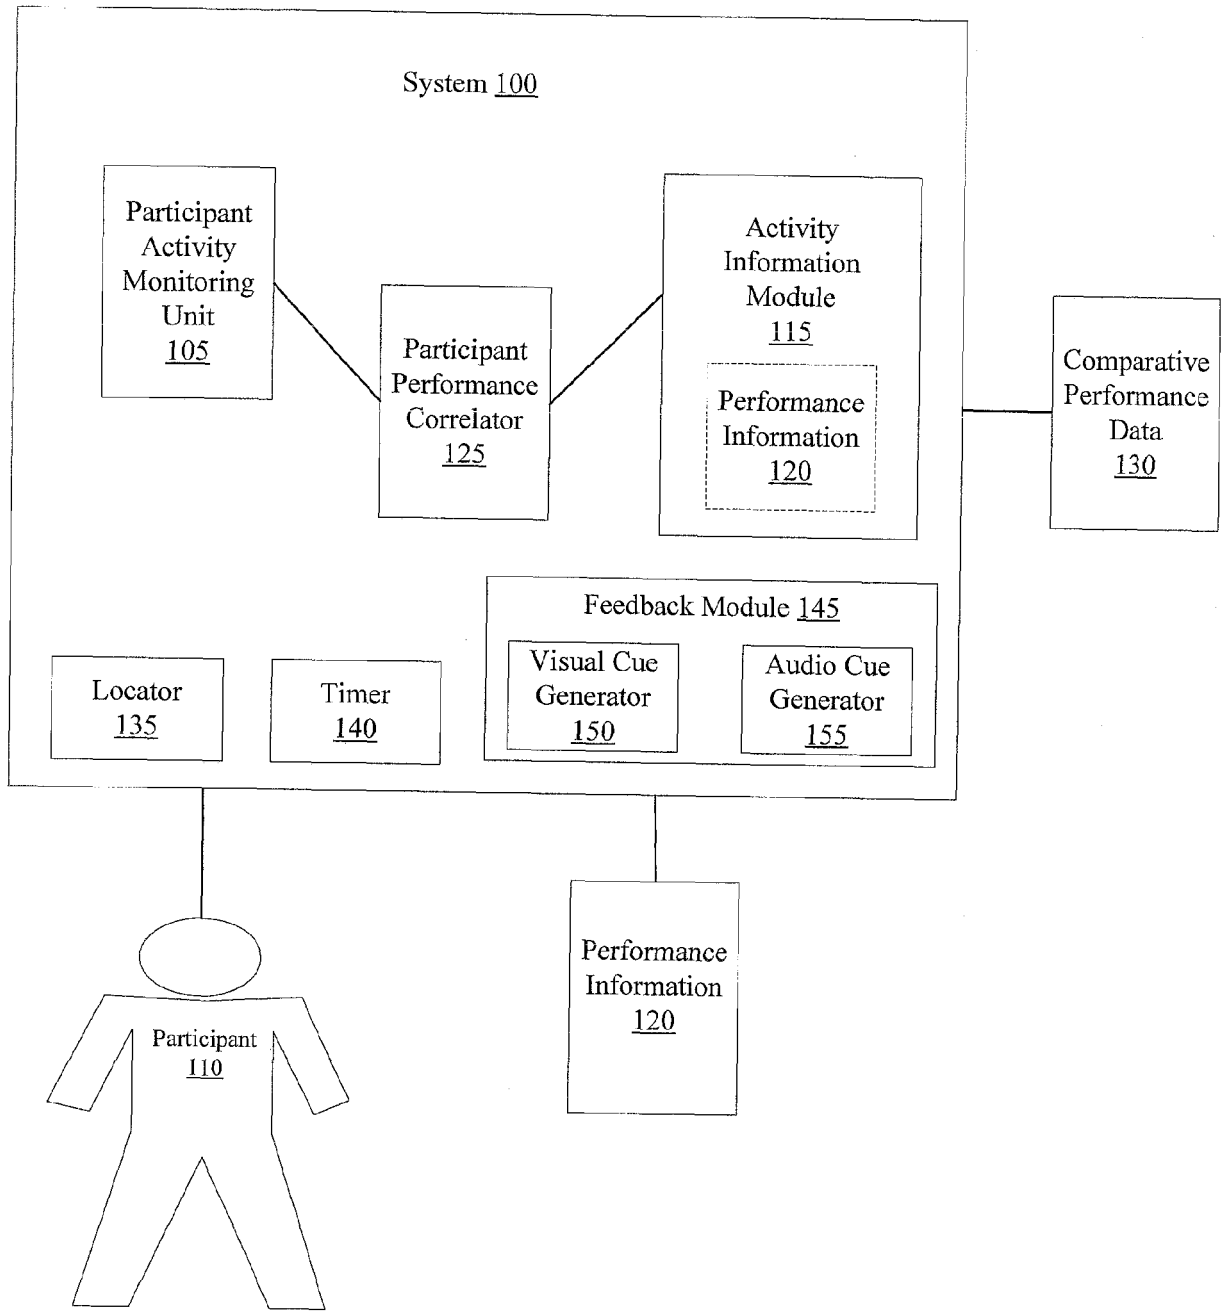 System 100
Participant
Activity
Monitoring
Unit
105
Participant
Performance
Correlator
125
Activity
Information
Module
115
Performance
Information
120
Comparative
Performance
Data
130
Feedback Module 145
Visual Cue
Generator
150
Audio Cue
Generator
155
Locator
135
Timer
140
Performance
Information
120
Participant
110